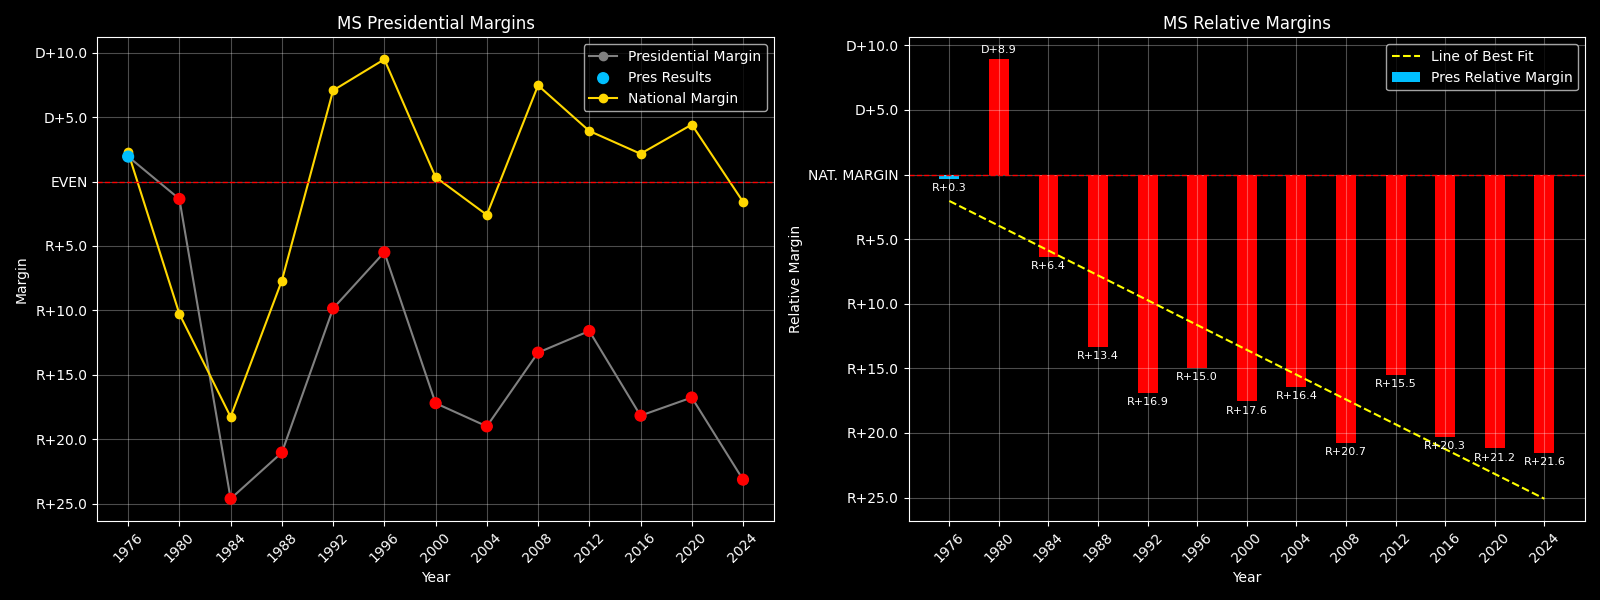 MS Presidential Margins
D+10.0
D+5.0
EVEN
R+5.0
R+10.0
R+15.0
R+20.0
R+25.0
Margin
Presidential Margin
Pres Results
National Margin
1976
1980
1984
1988
1992
1996
2000
2004
2008
2012
2016
2020
2024
Year
MS Relative Margins
D+10.0
D+5.0
NAT. MARGIN
R+5.0
R+10.0
R+15.0
R+20.0
R+25.0
Relative Margin
Line of Best Fit
Pres Relative Margin
R+0.3
D+8.9
R+6.4
R+13.4
R+16.9
R+15.0
R+17.6
R+16.4
R+20.7
R+15.5
R+20.3
R+21.2
R+21.6
1976
1980
1984
1988
1992
1996
2000
2004
2008
2012
2016
2020
2024
Year